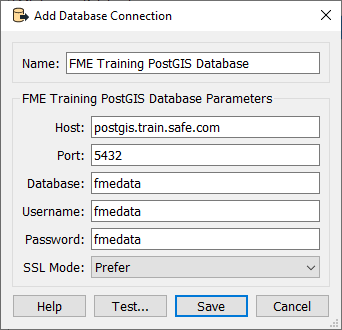 Add Database Connection
Name: FME Training PostGIS Database
FME Training PostGIS Database Parameters
Host: postgis.train.safe.com
Port: 5432
Database: fmedata
Username: fmedata
Password: fmedata
SSL Mode: Prefer
Help Test... Save Cancel